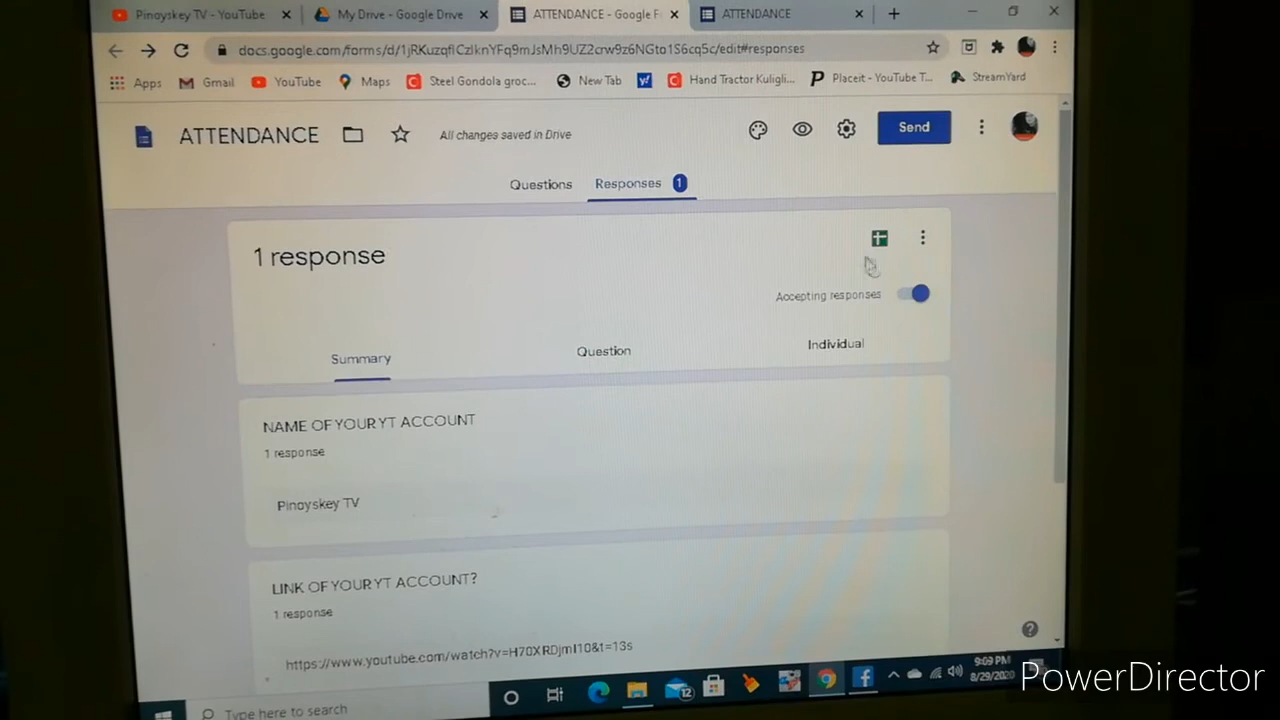 Pinoyskey TV - YouTube
My Drive - Google Drive
ATTENDANCE - Google F
ATTENDANCE
Apps
Gmail
YouTube
Maps
Steel Gondola groc...
New Tab
Hand Tractor Kuligli...
Placeit - YouTube T...
StreamYard
ATTENDANCE
All changes saved in Drive
Send
Questions
Responses 1
1 response
Accepting responses
Summary
Question
Individual
NAME OF YOUR YT ACCOUNT
1 response
Pinoyskey TV
LINK OF YOUR YT ACCOUNT?
1 response
Type here to search
12
9:09 PM
8/29/2020
PowerDirector